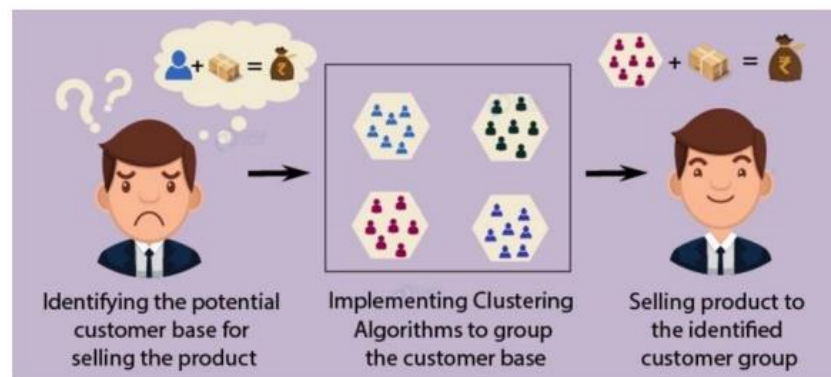 ? ?
+ = ₹
+ = ₹
Identifying the potential
customer base for
selling the product
Implementing Clustering
Algorithms to group
the customer base
Selling product to
the identified
customer group